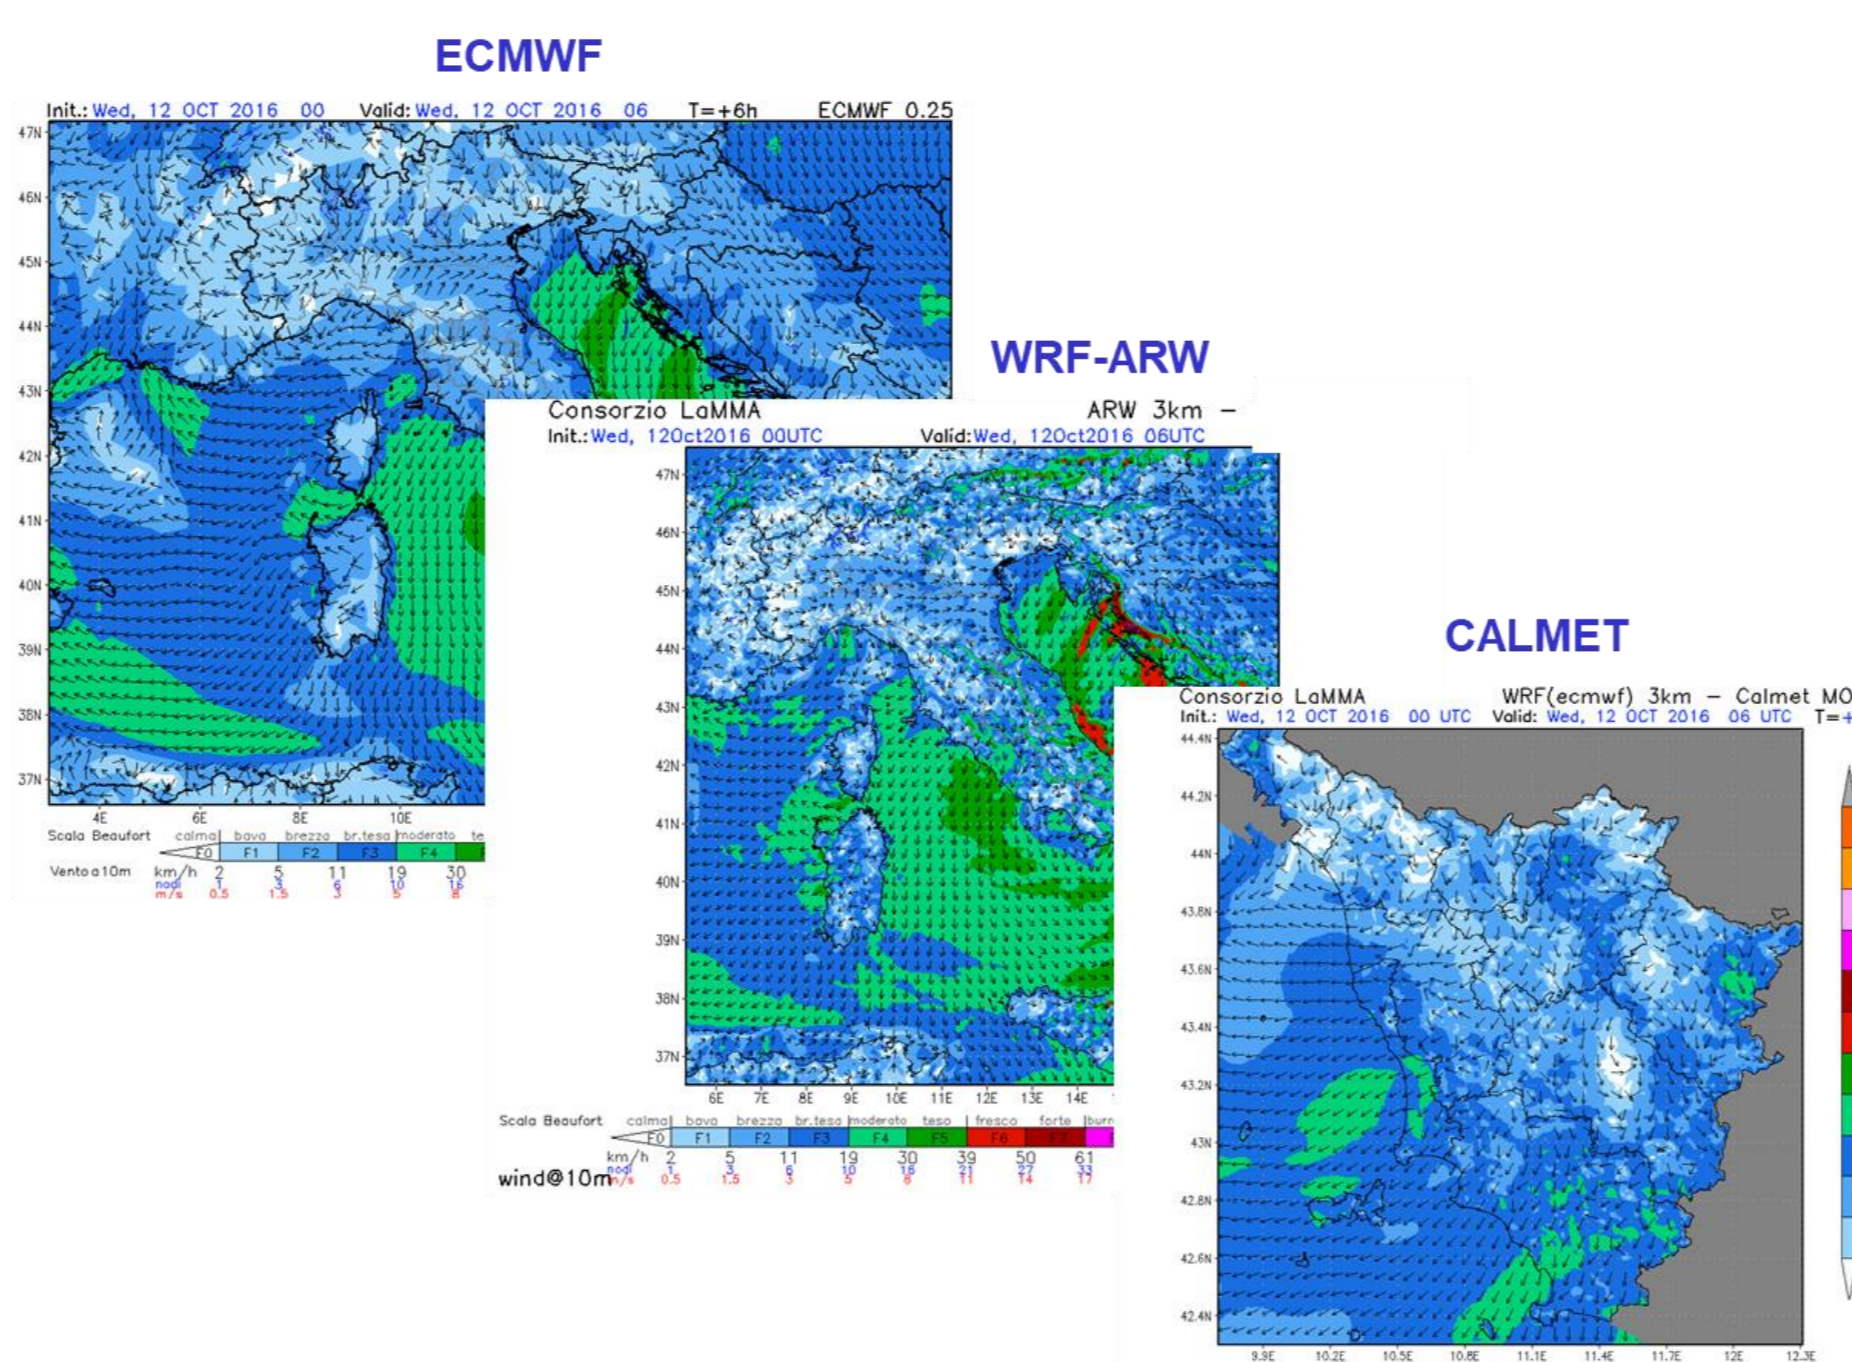 ECMWF
Init.: Wed, 12 OCT 2016 00 Valid: Wed, 12 OCT 2016 06 T=+6h ECMWF 0.25
47N
46N
45N
44N
43N
42N
41N
40N
39N
38N
37N
4E 6E 8E 10E
Scala Beaufort calma bava brezza br.tesa moderato te
F0 F1 F2 F3 F4
Vento a 10m km/h 2 5 11 19 30
nodi 1 3 6 10 16
m/s 0.5 1.5 3 5 8
WRF-ARW
Consorzio LaMMA ARW 3km –
Init.: Wed, 12Oct2016 00UTC Valid: Wed, 12Oct2016 06UTC
47N
46N
45N
44N
43N
42N
41N
40N
39N
38N
37N
6E 7E 8E 9E 10E 11E 12E 13E 14E
Scala Beaufort calma bava brezza br.tesa moderato teso fresco forte burr
F0 F1 F2 F3 F4 F5 F6 F7
km/h 2 5 11 19 30 39 50 61
nodi 1 3 6 10 16 21 27 33
wind@10m m/s 0.5 1.5 3 5 8 11 14 17
CALMET
Consorzio LaMMA WRF(ecmwf) 3km – Calmet MO
Init.: Wed, 12 OCT 2016 00 UTC Valid: Wed, 12 OCT 2016 06 UTC T=+
44.4N
44.2N
44N
43.8N
43.6N
43.4N
43.2N
43N
42.8N
42.6N
42.4N
9.9E 10.2E 10.5E 10.8E 11.1E 11.4E 11.7E 12E 12.3E